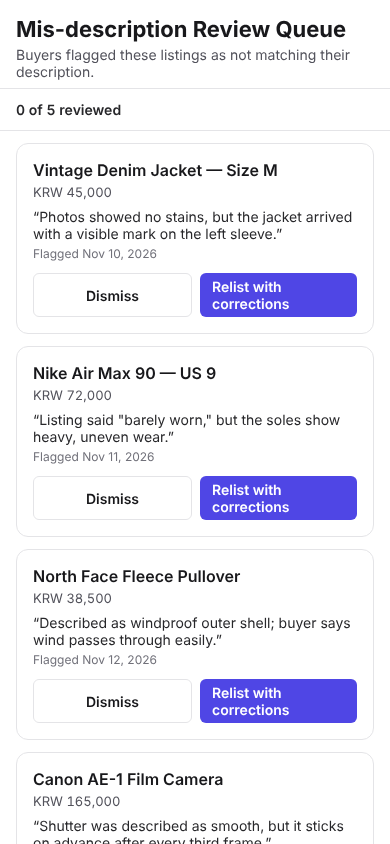 Mis-description Review Queue
Buyers flagged these listings as not matching their
description.
0 of 5 reviewed
Vintage Denim Jacket — Size M
KRW 45,000
“Photos showed no stains, but the jacket arrived
with a visible mark on the left sleeve.”
Flagged Nov 10, 2026
Dismiss
Relist with
corrections
Nike Air Max 90 — US 9
KRW 72,000
“Listing said "barely worn," but the soles show
heavy, uneven wear.”
Flagged Nov 11, 2026
Dismiss
Relist with
corrections
North Face Fleece Pullover
KRW 38,500
“Described as windproof outer shell; buyer says
wind passes through easily.”
Flagged Nov 12, 2026
Dismiss
Relist with
corrections
Canon AE-1 Film Camera
KRW 165,000
“Shutter was described as smooth, but it sticks
on advance after every third frame.”